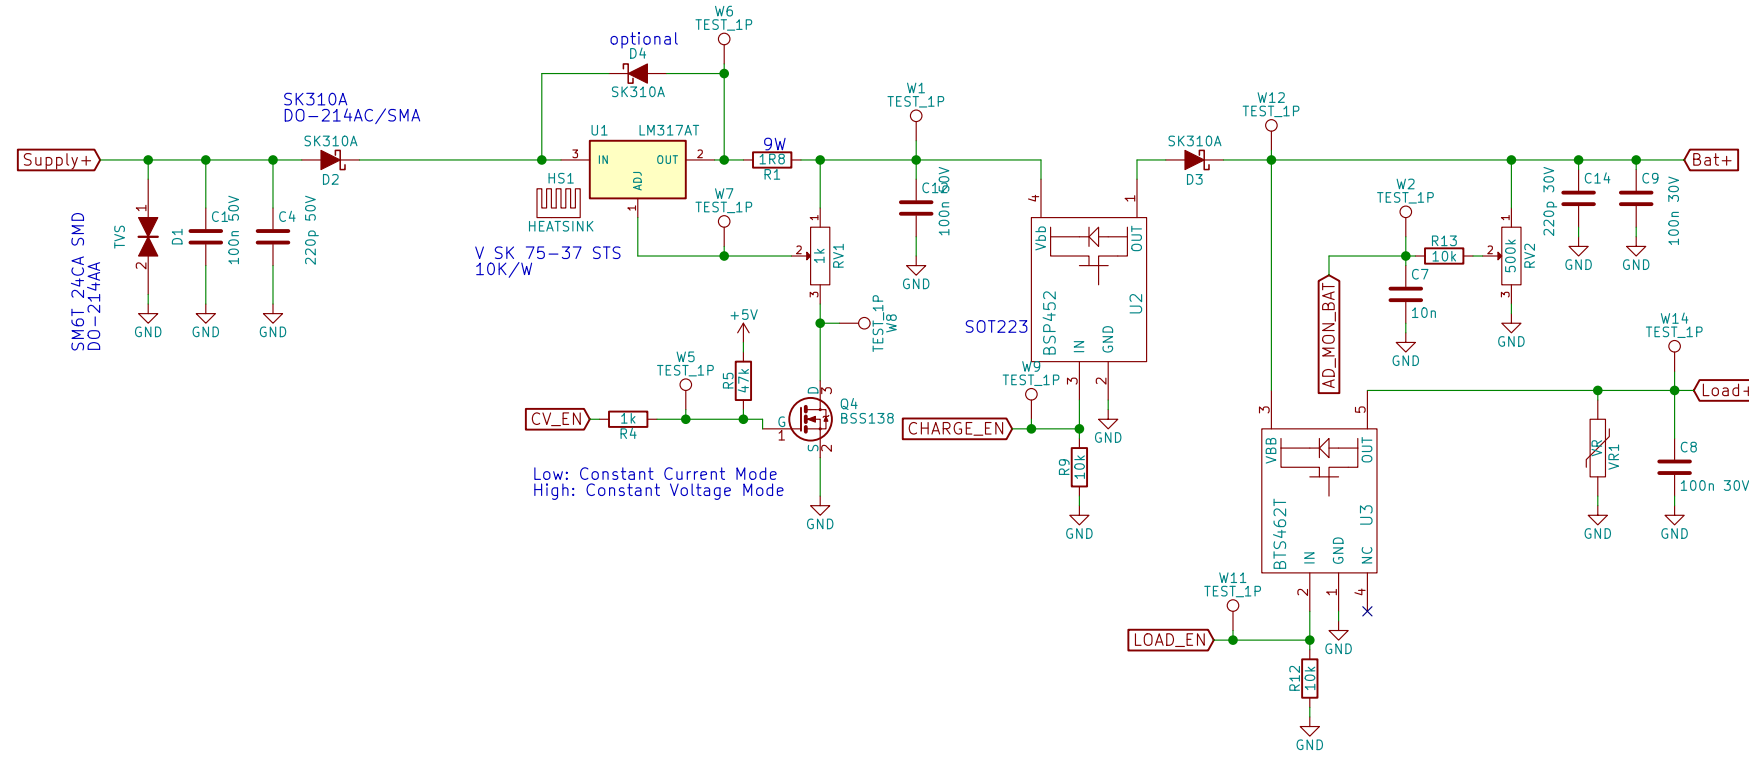 W6
TEST_1P
optional
D4
SK310A
SK310A
DO-214AC/SMA
SK310A
D2
Supply+
U1
LM317AT
IN
OUT
ADJ
3
2
1
HS1
HEATSINK
V SK 75-37 STS
10K/W
9W
1R8
R1
W7
TEST_1P
W1
TEST_1P
100n 50V
GND
1
2
3
1k
RV1
TEST_1P
W8
TVS
D1
1
2
SM6T 24CA SMD
DO-214AA
GND
C1
100n 50V
GND
C4
220p 50V
GND
+5V
R5
47k
W5
TEST_1P
CV_EN
1k
R4
Q4
BSS138
D
3
G
1
S
2
GND
Low: Constant Current Mode
High: Constant Voltage Mode
SOT223
4
1
Vbb
OUT
BSP452
U2
IN
GND
3
2
GND
W9
TEST_1P
CHARGE_EN
R9
10k
GND
SK310A
D3
W12
TEST_1P
Bat+
W2
TEST_1P
R13
10k
C7
10n
GND
AD_MON_BAT
1
2
3
500k
RV2
GND
C14
220p 30V
GND
C9
100n 30V
GND
W14
TEST_1P
Load+
VR
VR1
GND
C8
100n 30V
GND
3
5
VBB
OUT
BTS462T
U3
IN
GND
NC
2
1
4
GND
W11
TEST_1P
LOAD_EN
R12
10k
GND